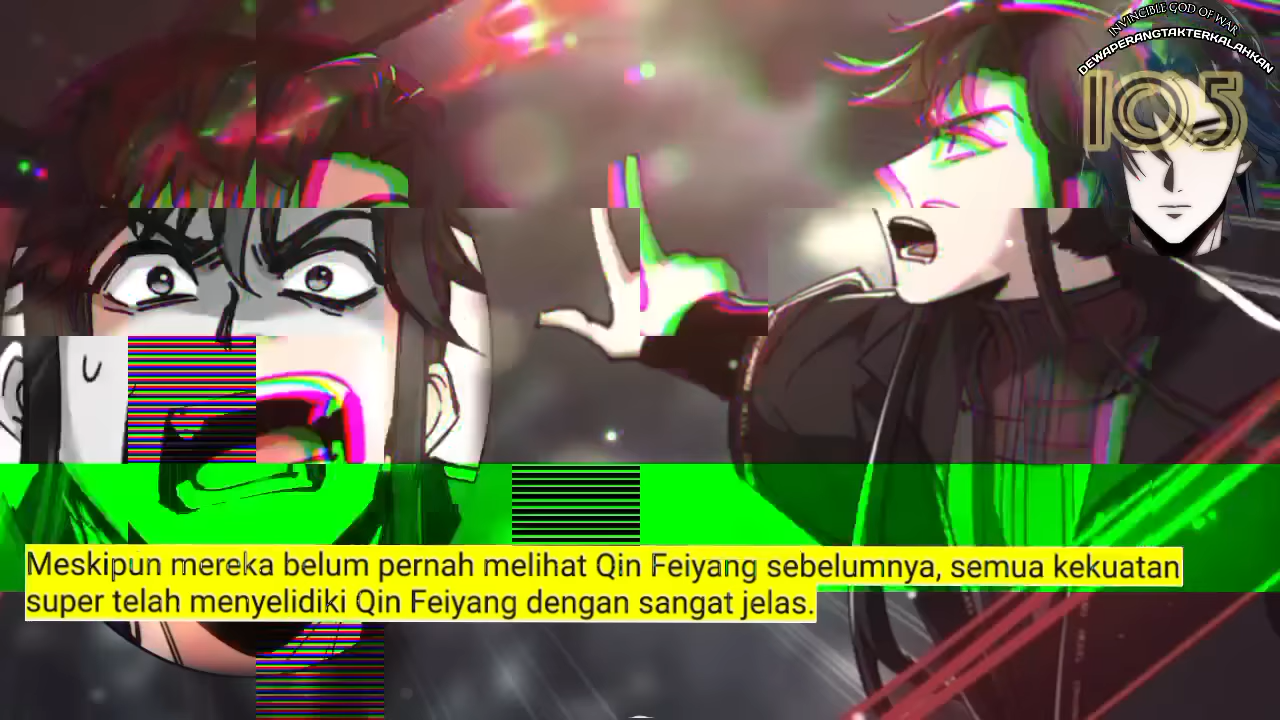 INVINCIBLE GOD OF WAR
DEWAPERANGTAKTERKALAHKAN
105
Meskipun mereka belum pernah melihat Qin Feiyang sebelumnya, semua kekuatan
super telah menyelidiki Qin Feiyang dengan sangat jelas.